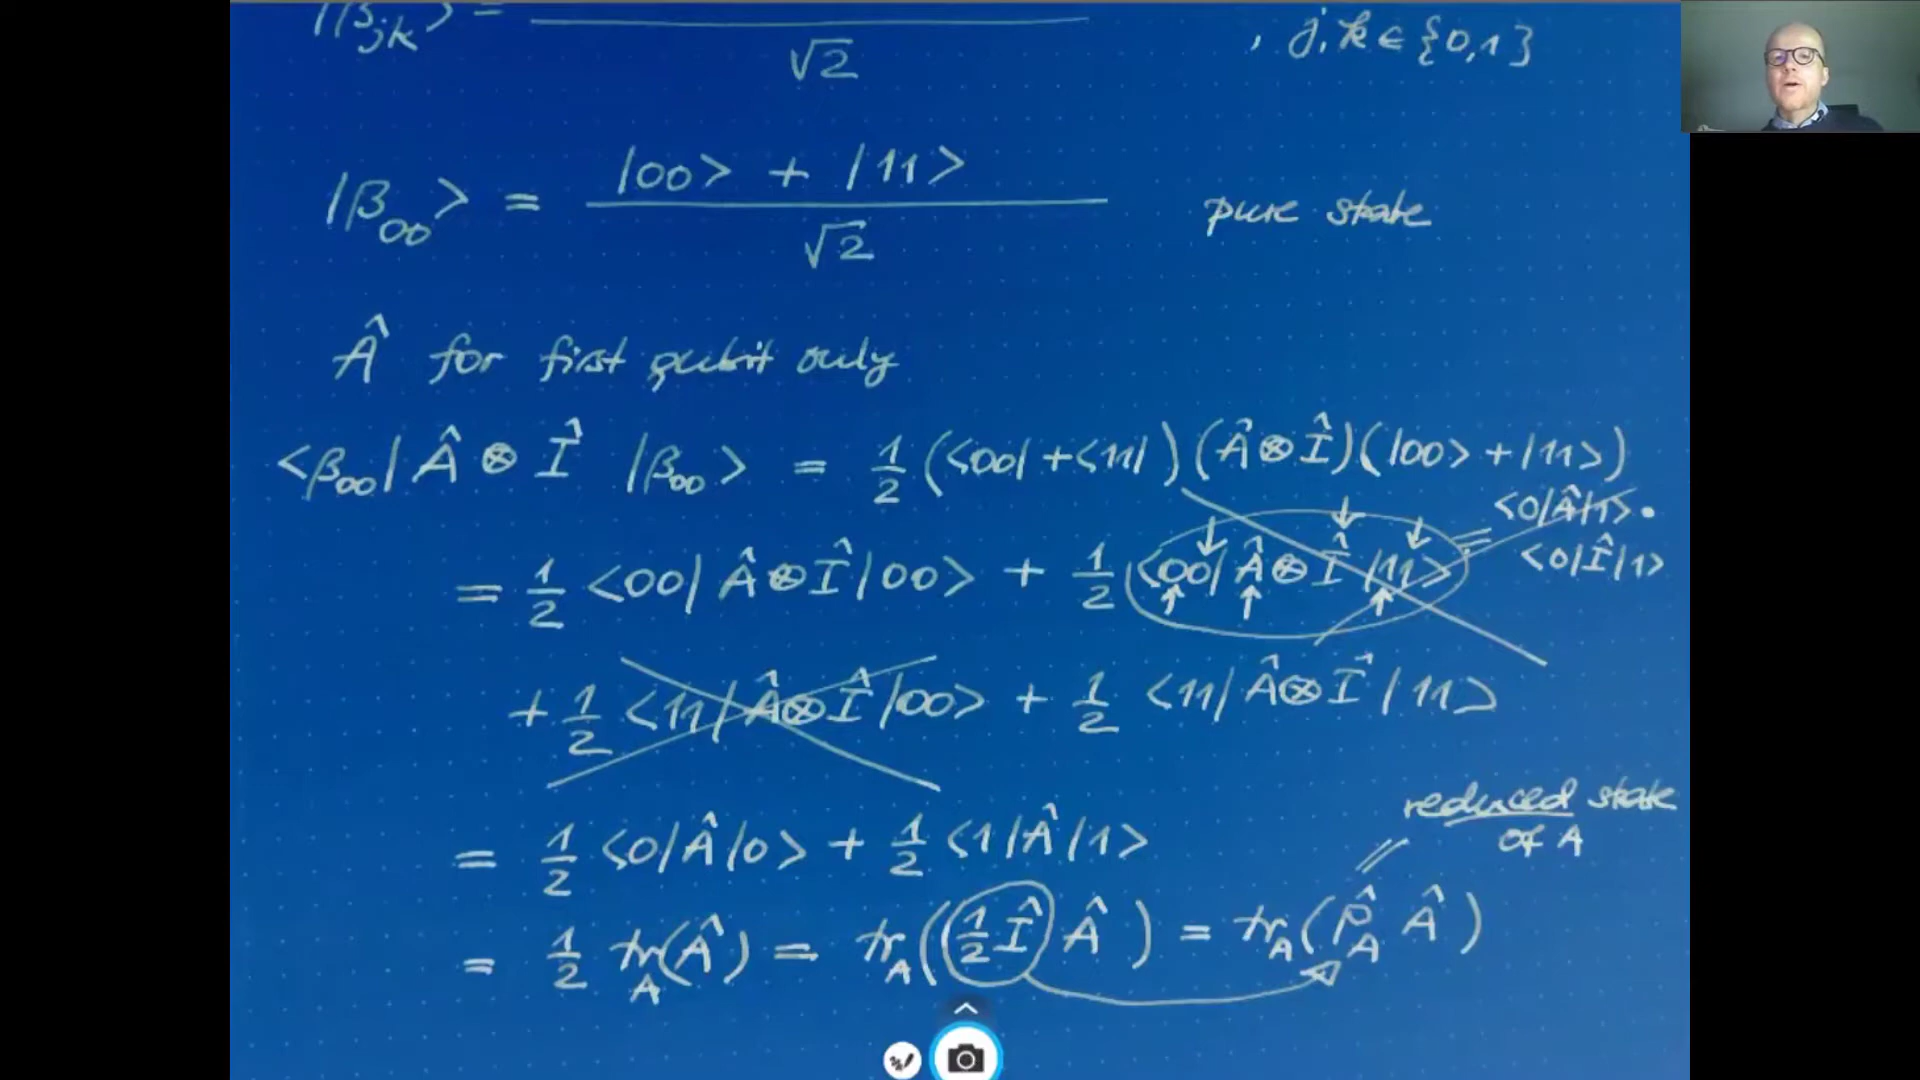 |β_jk> = —— / √2 , j,k ∈ {0,1}
|β_00> = (|00> + |11>) / √2 pure state
Â for first qubit only
<β_00| Â ⊗ Î |β_00> = 1/2 (<00| + <11|)(Â ⊗ Î)(|00> + |11>)
<0|Â|1> ·
<0|Î|1>
= 1/2 <00| Â⊗Î |00> + 1/2 <00| Â⊗Î |11> =
+ 1/2 <11| Â⊗Î |00> + 1/2 <11| Â⊗Î |11>
reduced state
of A
= 1/2 <0|Â|0> + 1/2 <1|Â|1>
= 1/2 tr_A(Â) = tr_A((1/2 Î) Â) = tr_A(ρ̂_A Â)